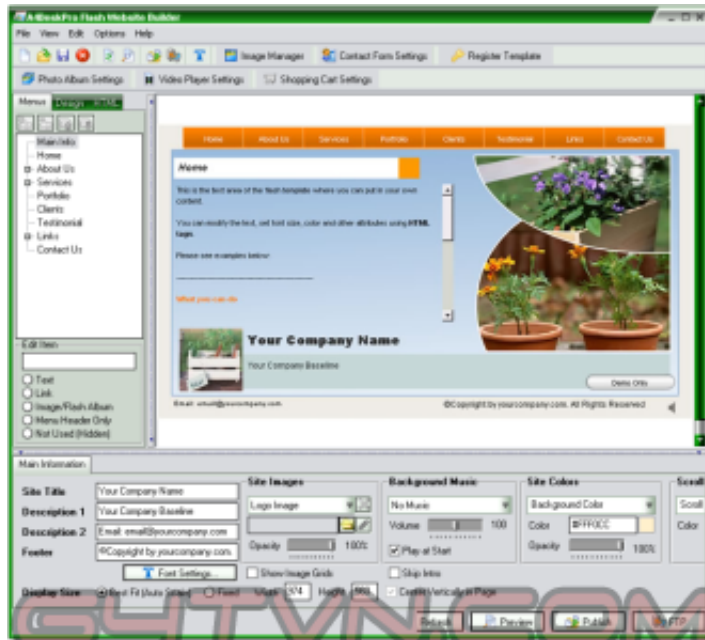 A4DeskPro Flash Website Builder
File View Edit Options Help
Image Manager Contact Form Settings Register Template
Photo Album Settings Video Player Settings Shopping Cart Settings
Menus Design HTML
Main Info
Home
About Us
Services
Portfolio
Clients
Testimonial
Links
Contact Us
Home About Us Services Portfolio Clients Testimonial Links Contact Us
Home
This is the text area of the flash template where you can put in your own
content.
You can modify the text, set font size, color and other attributes using HTML
tags.
Please see examples below:
What you can do
Your Company Name
Your Company Baseline
Demo Only
Email: email@yourcompany.com ©Copyright by yourcompany.com. All Rights Reserved
Edit Item
Text
Link
Image/Flash Album
Menu Header Only
Not Used (Hidden)
Main Information
Site Title Your Company Name
Description 1 Your Company Baseline
Description 2 Email: email@yourcompany.com
Footer ©Copyright by yourcompany.com.
Font Settings...
Display Size Best Fit (Auto Scale) Fixed Width 974 Height
Site Images
Logo Image
Opacity 100%
Show Image Grids
Background Music
No Music
Volume 100
Play at Start
Skip Intro
Center Vertically in Page
Site Colors
Background Color
Color #FFF0CC
Opacity 100%
Scroll
Scroll
Color
Refresh Preview Publish FTP
G4TVN.COM